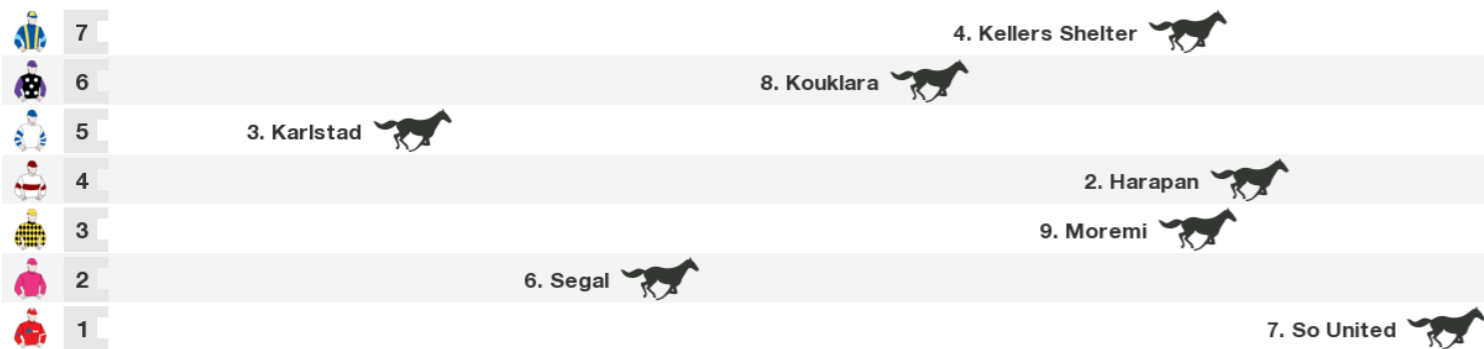 7 4. Kellers Shelter
6 8. Kouklara
5 3. Karlstad
4 2. Harapan
3 9. Moremi
2 6. Segal
1 7. So United